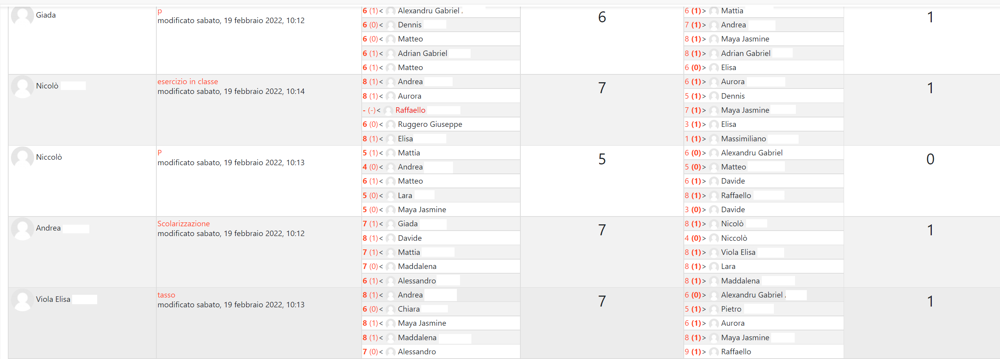 Giada
p
modificato sabato, 19 febbraio 2022, 10:12
6 (1)< Alexandru Gabriel
6 (0)< Dennis
6 (0)< Matteo
6 (1)< Adrian Gabriel
6 (1)< Matteo
6
6 (1)> Mattia
7 (1)> Andrea
8 (1)> Maya Jasmine
8 (1)> Adrian Gabriel
6 (0)> Elisa
1
Nicolò
esercizio in classe
modificato sabato, 19 febbraio 2022, 10:14
8 (1)< Andrea
8 (1)< Aurora
- (-)< Raffaello
6 (0)< Ruggero Giuseppe
8 (1)< Elisa
7
6 (1)> Aurora
5 (1)> Dennis
7 (1)> Maya Jasmine
3 (1)> Elisa
1 (1)> Massimiliano
1
Niccolò
P
modificato sabato, 19 febbraio 2022, 10:13
5 (1)< Mattia
4 (0)< Andrea
6 (1)< Matteo
5 (0)< Lara
5 (0)< Maya Jasmine
5
6 (0)> Alexandru Gabriel
5 (0)> Matteo
6 (1)> Davide
8 (1)> Raffaello
3 (0)> Davide
0
Andrea
Scolarizzazione
modificato sabato, 19 febbraio 2022, 10:12
7 (1)< Giada
8 (1)< Davide
7 (1)< Mattia
7 (0)< Maddalena
6 (1)< Alessandro
7
8 (1)> Nicolò
4 (0)> Niccolò
8 (1)> Viola Elisa
8 (1)> Lara
8 (1)> Maddalena
1
Viola Elisa
tasso
modificato sabato, 19 febbraio 2022, 10:13
8 (1)< Andrea
6 (0)< Chiara
8 (1)< Maya Jasmine
8 (1)< Maddalena
7 (0)< Alessandro
7
6 (0)> Alexandru Gabriel
5 (1)> Pietro
6 (1)> Aurora
8 (1)> Maya Jasmine
9 (1)> Raffaello
1